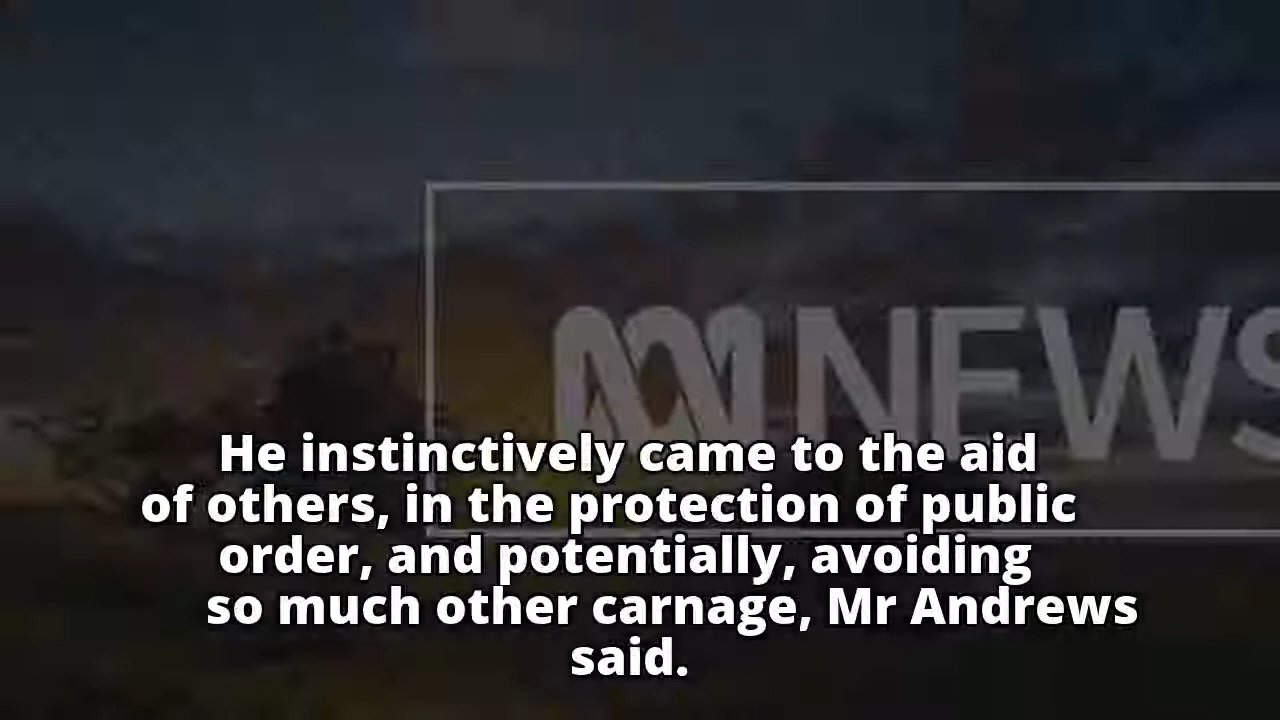 NEWS
He instinctively came to the aid
of others, in the protection of public
order, and potentially, avoiding
so much other carnage, Mr Andrews
said.